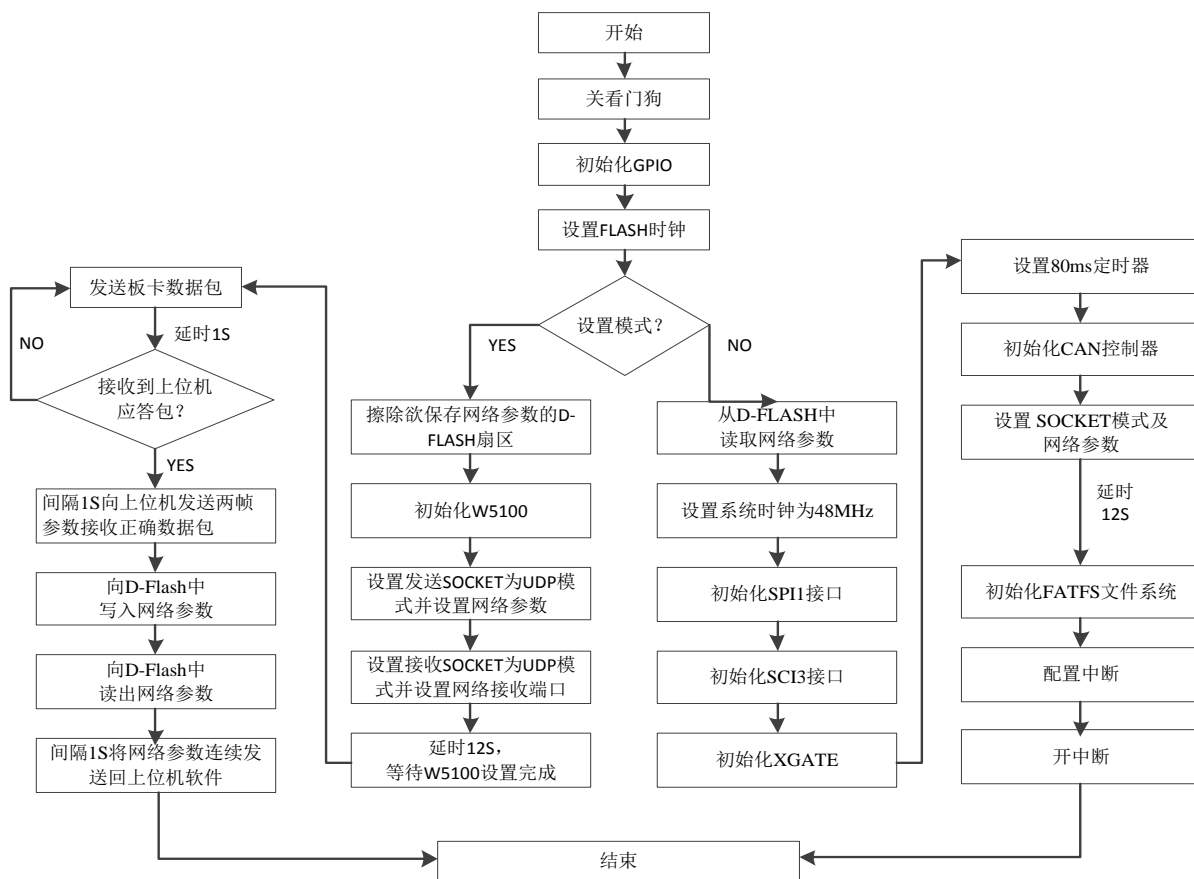 开始
关看门狗
初始化GPIO
设置FLASH时钟
设置模式？
YES
NO
发送板卡数据包
延时1S
NO
接收到上位机
应答包？
YES
间隔1S向上位机发送两帧
参数接收正确数据包
向D-Flash中
写入网络参数
向D-Flash中
读出网络参数
间隔1S将网络参数连续发
送回上位机软件
擦除欲保存网络参数的D-
FLASH扇区
初始化W5100
设置发送SOCKET为UDP模
式并设置网络参数
设置接收SOCKET为UDP模
式并设置网络接收端口
延时12S，
等待W5100设置完成
从D-FLASH中
读取网络参数
设置系统时钟为48MHz
初始化SPI1接口
初始化SCI3接口
初始化XGATE
设置80ms定时器
初始化CAN控制器
设置 SOCKET模式及
网络参数
延时
12S
初始化FATFS文件系统
配置中断
开中断
结束